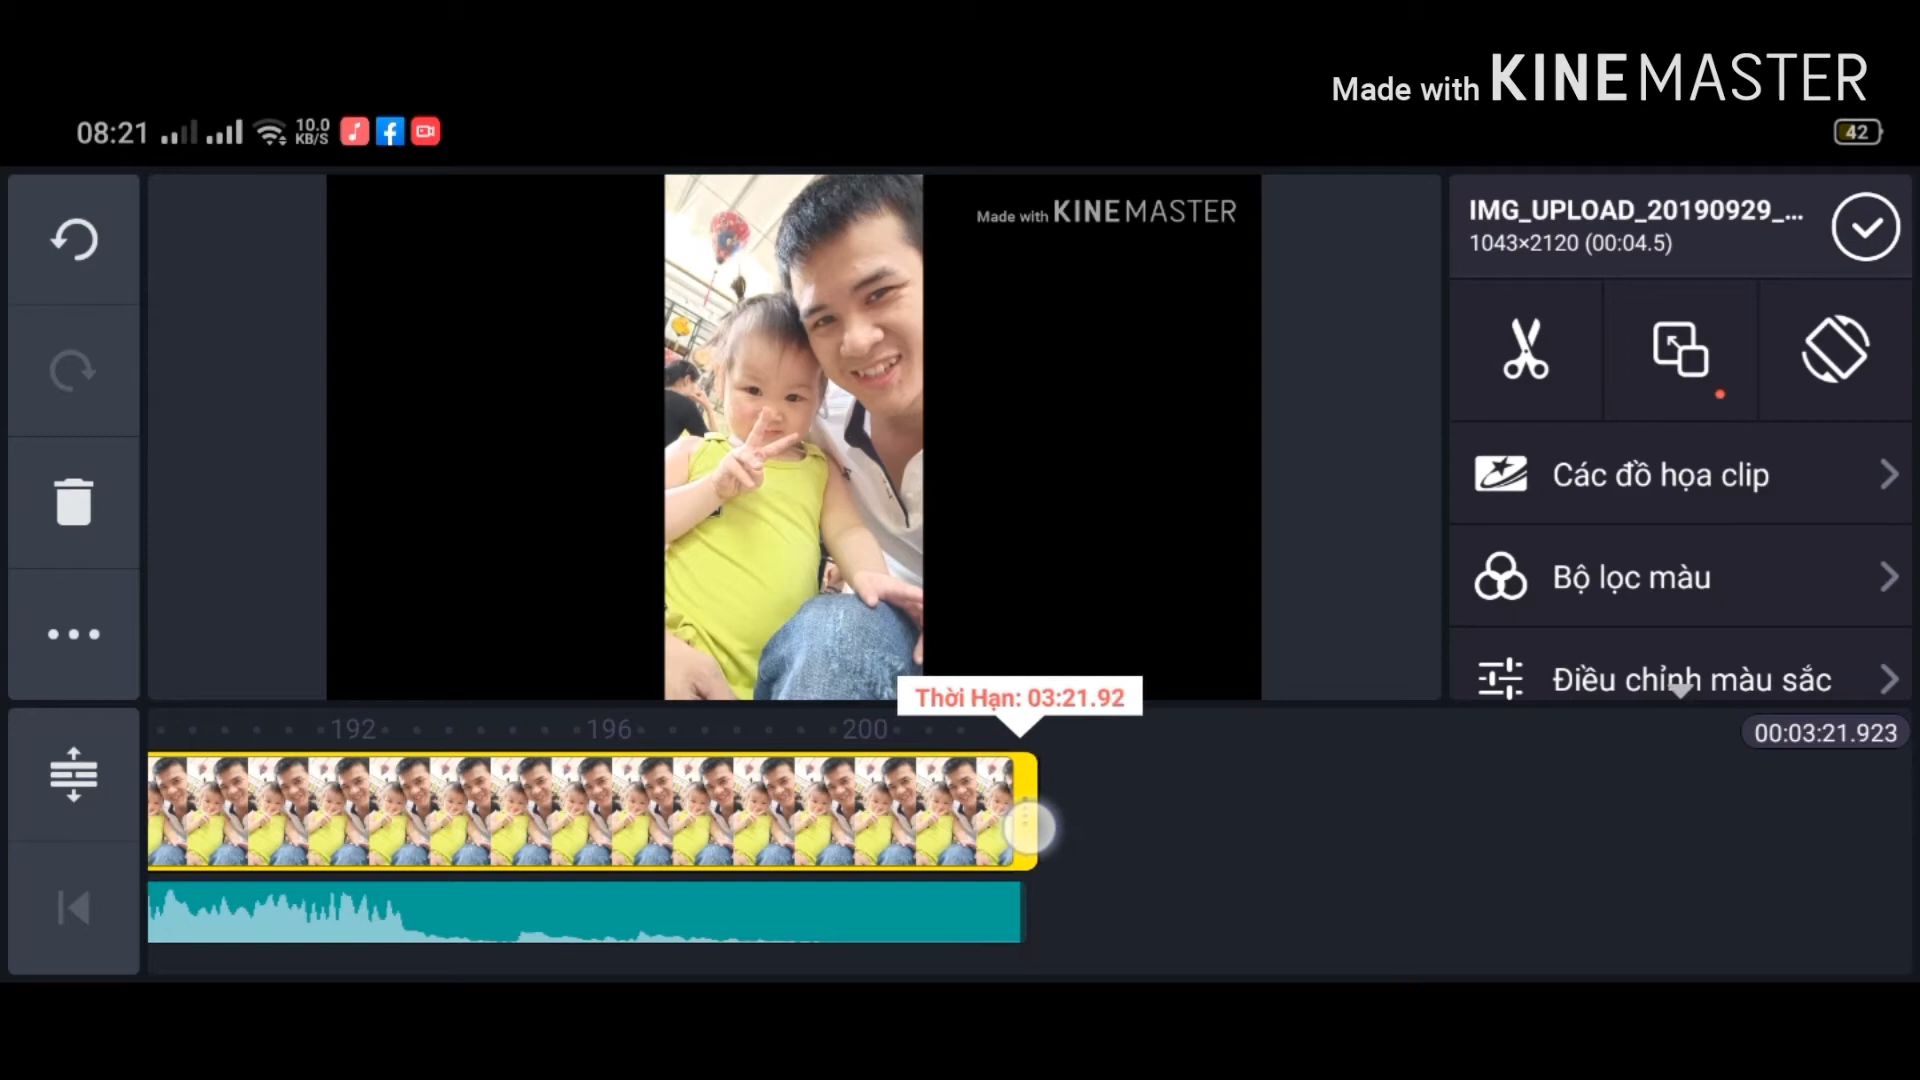 Made with KINEMASTER
08:21
10.0
KB/S
42
Made with KINEMASTER
IMG_UPLOAD_20190929_...
1043×2120 (00:04.5)
Các đồ họa clip
Bộ lọc màu
Điều chỉnh màu sắc
Thời Hạn: 03:21.92
192
196
200
00:03:21.923